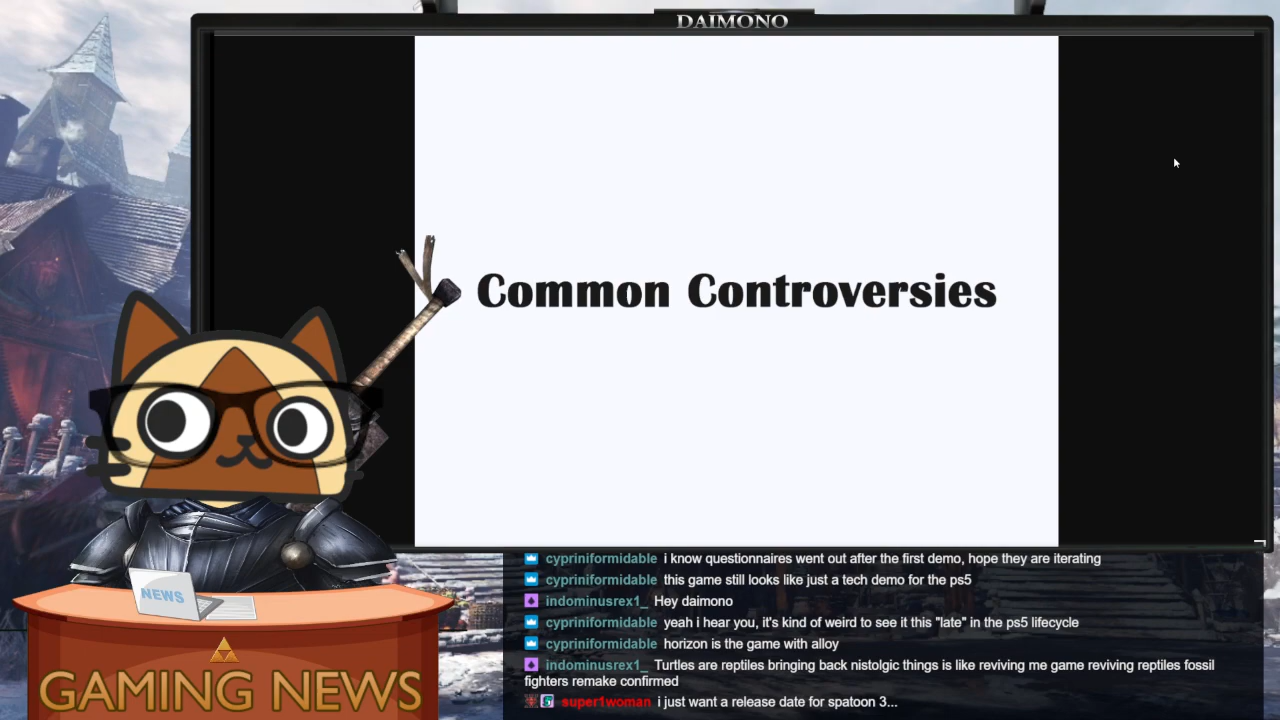 DAIMONO
Common Controversies
cypriniformidable i know questionnaires went out after the first demo, hope they are iterating
cypriniformidable this game still looks like just a tech demo for the ps5
indominusrex1_ Hey daimono
cypriniformidable yeah i hear you, it's kind of weird to see it this "late" in the ps5 lifecycle
cypriniformidable horizon is the game with alloy
indominusrex1_ Turtles are reptiles bringing back nistolgic things is like reviving me game reviving reptiles fossil
fighters remake confirmed
super1woman i just want a release date for spatoon 3...
NEWS
GAMING NEWS